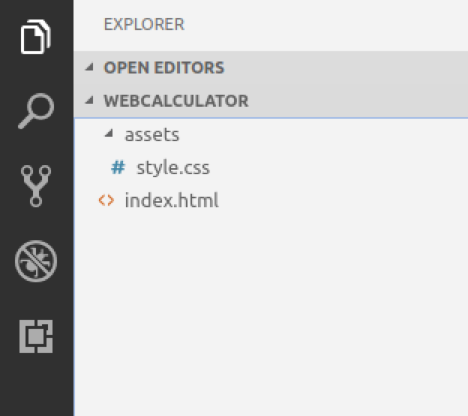 EXPLORER
OPEN EDITORS
WEBCALCULATOR
assets
# style.css
<> index.html